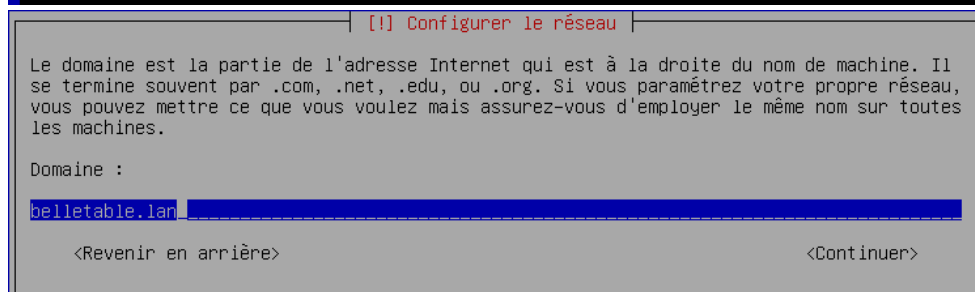 [!] Configurer le réseau
Le domaine est la partie de l'adresse Internet qui est à la droite du nom de machine. Il
se termine souvent par .com, .net, .edu, ou .org. Si vous paramétrez votre propre réseau,
vous pouvez mettre ce que vous voulez mais assurez-vous d'employer le même nom sur toutes
les machines.
Domaine :
belletable.lan
<Revenir en arrière> <Continuer>